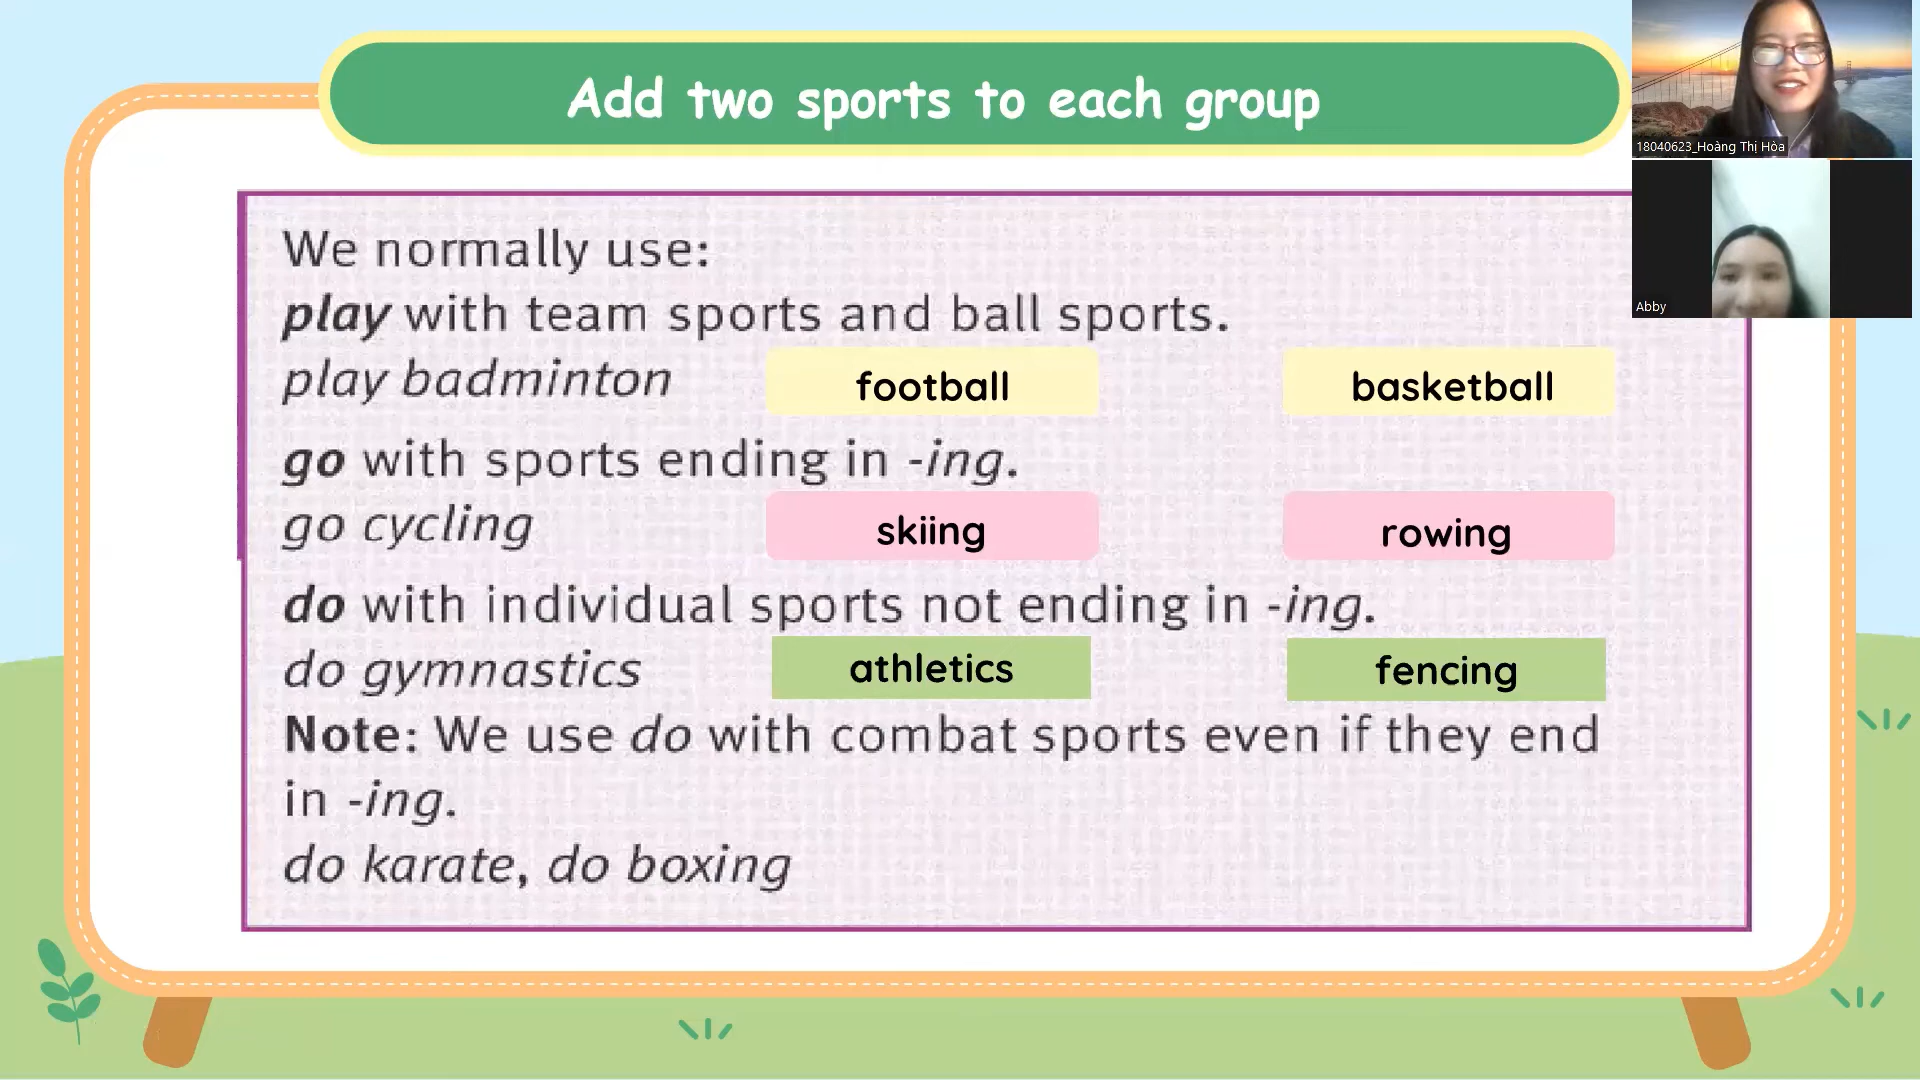 Add two sports to each group
18040623_Hoàng Thị Hòa
Abby
We normally use:
play with team sports and ball sports.
play badminton football basketball
go with sports ending in -ing.
go cycling skiing rowing
do with individual sports not ending in -ing.
do gymnastics athletics fencing
Note: We use do with combat sports even if they end
in -ing.
do karate, do boxing